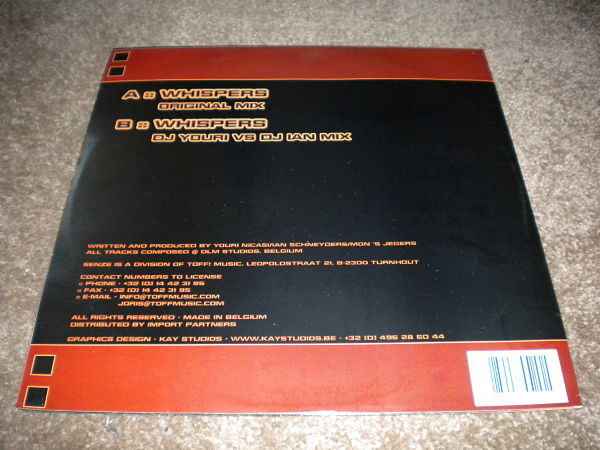 A :: WHISPERS
ORIGINAL MIX
B :: WHISPERS
DJ YOURI VS DJ IAN MIX
WRITTEN AND PRODUCED BY YOURI NICASI/IAN SCHNEYDERS/MON 'S JEGERS
ALL TRACKS COMPOSED @ DLM STUDIOS, BELGIUM
SENZE IS A DIVISION OF TOFF! MUSIC. LEOPOLDSTRAAT 21, B-2300 TURNHOUT
CONTACT NUMBERS TO LICENSE
:: PHONE • +32 (0) 14 42 31 95
:: FAX • +32 (0) 14 42 31 85
:: E-MAIL • INFO@TOFFMUSIC.COM
JORIS@TOFFMUSIC.COM
ALL RIGHTS RESERVED • MADE IN BELGIUM
DISTRIBUTED BY IMPORT PARTNERS
GRAPHICS DESIGN • KAY STUDIOS • WWW.KAYSTUDIOS.BE • +32 (0) 496 28 60 44